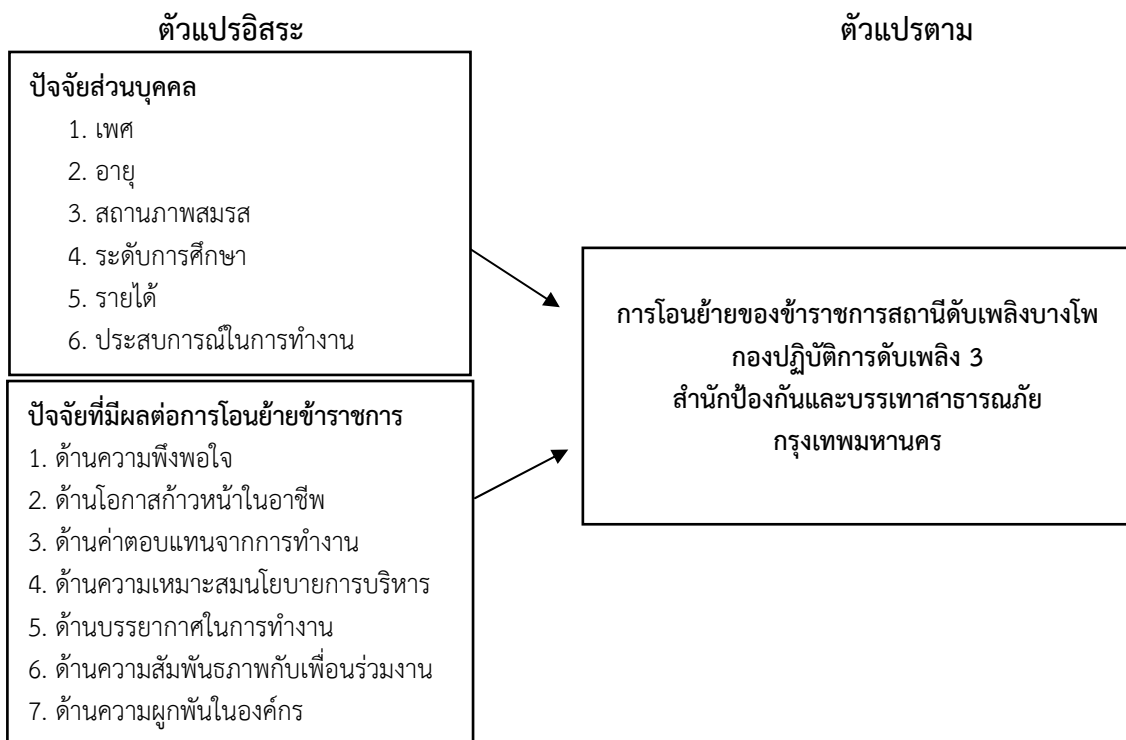 ตัวแปรอิสระ
ตัวแปรตาม
ปัจจัยส่วนบุคคล
1. เพศ
2. อายุ
3. สถานภาพสมรส
4. ระดับการศึกษา
5. รายได้
6. ประสบการณ์ในการทำงาน
ปัจจัยที่มีผลต่อการโอนย้ายข้าราชการ
1. ด้านความพึงพอใจ
2. ด้านโอกาสก้าวหน้าในอาชีพ
3. ด้านค่าตอบแทนจากการทำงาน
4. ด้านความเหมาะสมนโยบายการบริหาร
5. ด้านบรรยากาศในการทำงาน
6. ด้านความสัมพันธภาพกับเพื่อนร่วมงาน
7. ด้านความผูกพันในองค์กร
การโอนย้ายของข้าราชการสถานีดับเพลิงบางโพ
กองปฏิบัติการดับเพลิง 3
สำนักป้องกันและบรรเทาสาธารณภัย
กรุงเทพมหานคร